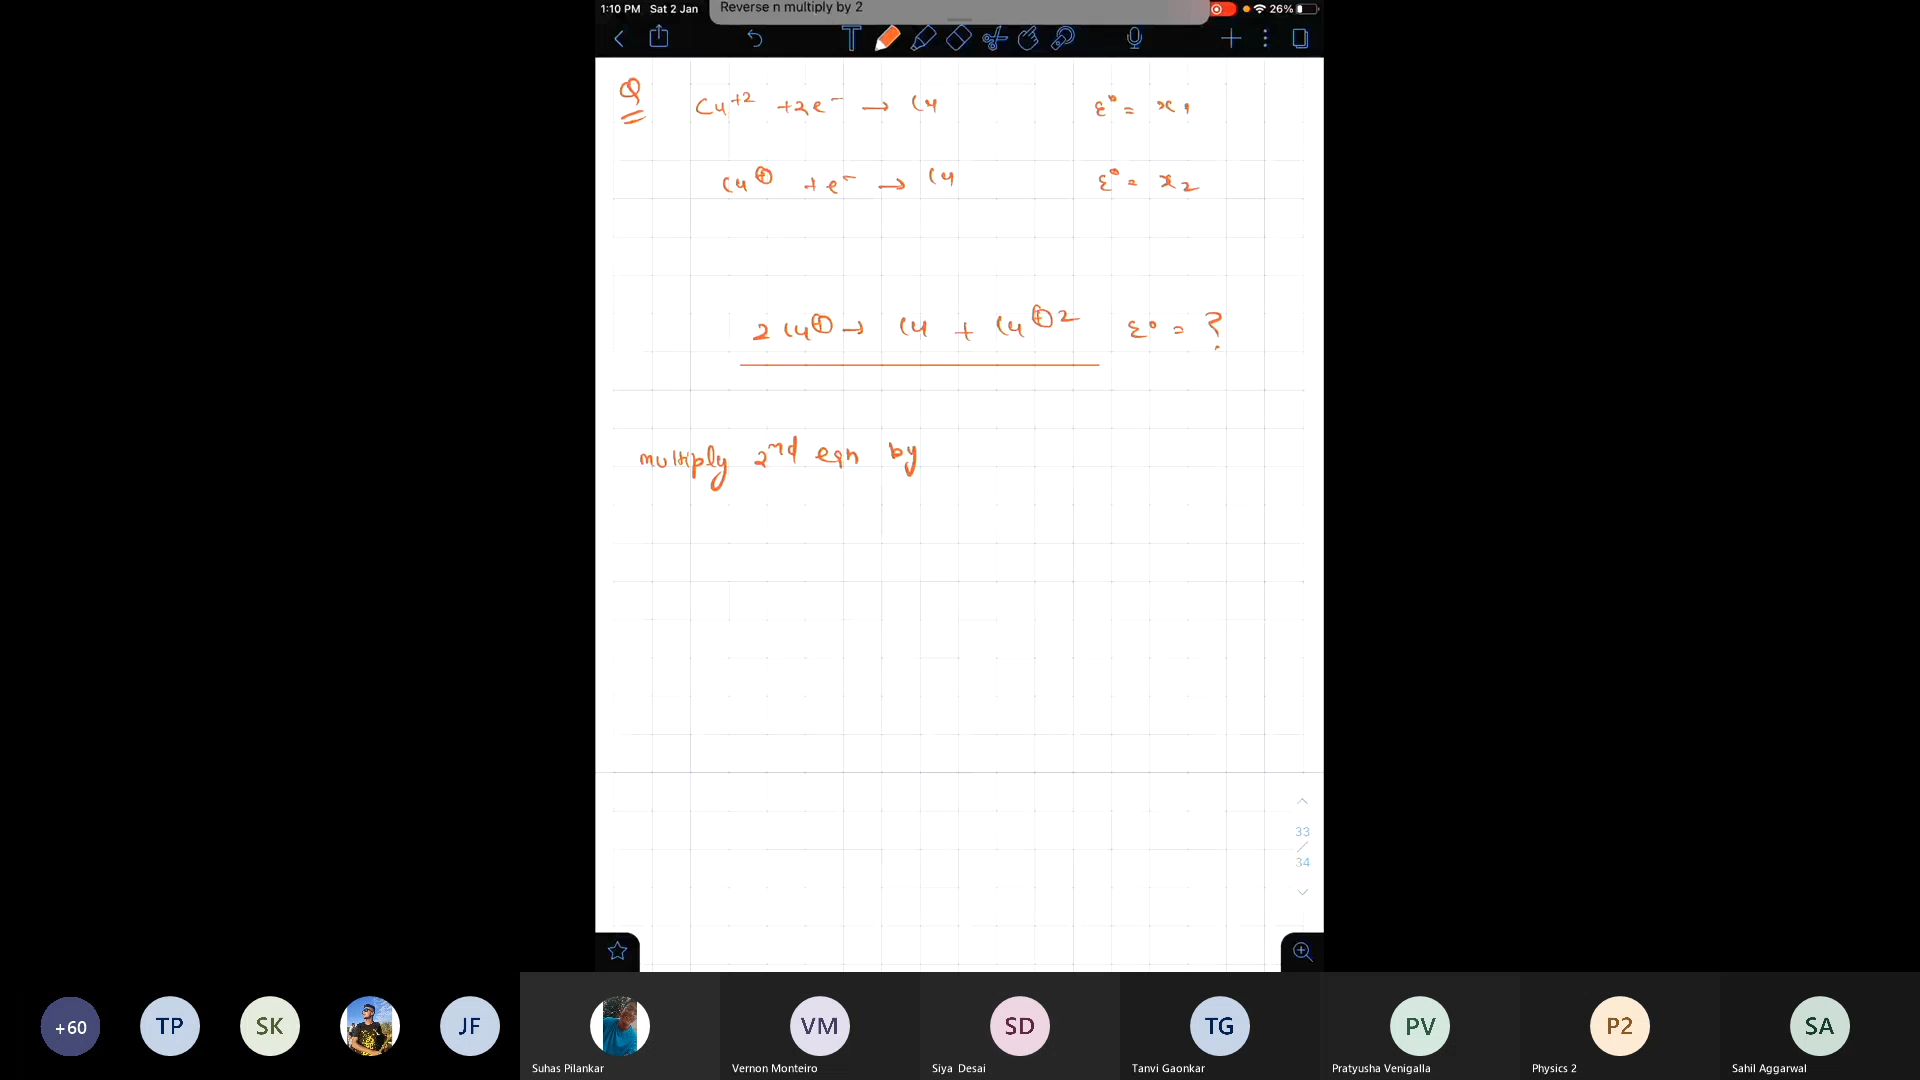 1:10 PM Sat 2 Jan
Reverse n multiply by 2
26%
Q Cu+2 +2e- → Cu ε° = x1
Cu⊕ +e- → Cu ε° = x2
2 Cu⊕ → Cu + Cu⊕2 ε° = ?
multiply 2nd eqn by
33
/
34
+60
TP
SK
JF
VM
SD
TG
PV
P2
SA
Suhas Pilankar
Vernon Monteiro
Siya Desai
Tanvi Gaonkar
Pratyusha Venigalla
Physics 2
Sahil Aggarwal